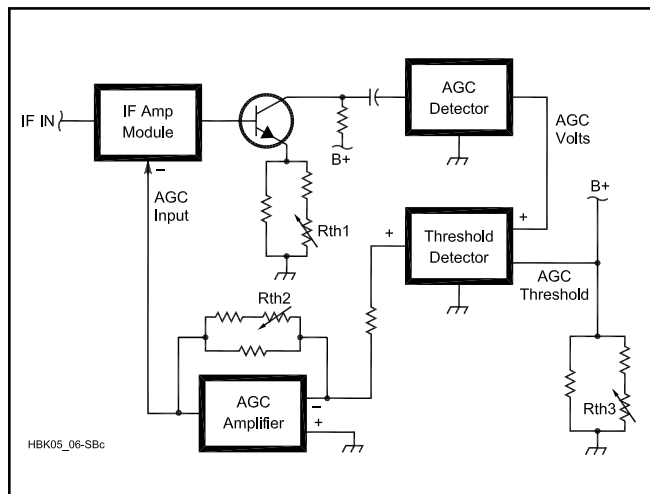 IF IN
IF Amp
Module
AGC
Detector
AGC
Volts
B+
B+
−
AGC
Input
Rth1
+
+
Threshold
Detector
AGC
Threshold
Rth2
AGC
Amplifier
−
+
Rth3
HBK05_06-SBc